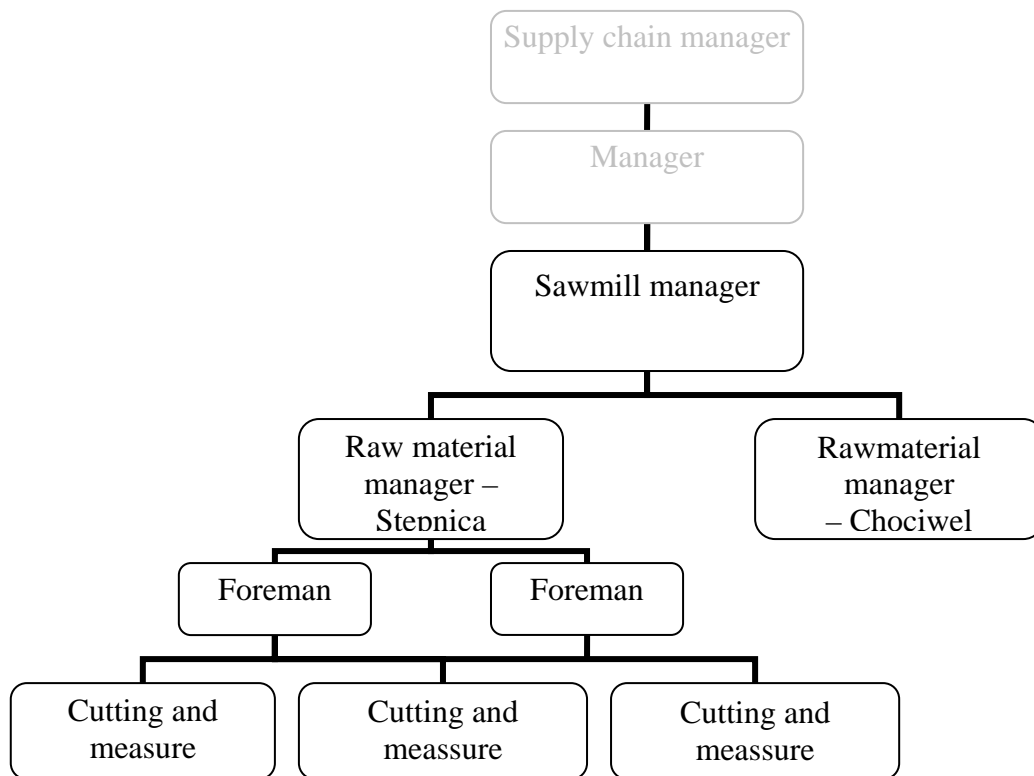 Supply chain manager
Manager
Sawmill manager
Raw material
manager –
Stepnica
Rawmaterial
manager
– Chociwel
Foreman
Foreman
Cutting and
measure
Cutting and
meassure
Cutting and
meassure